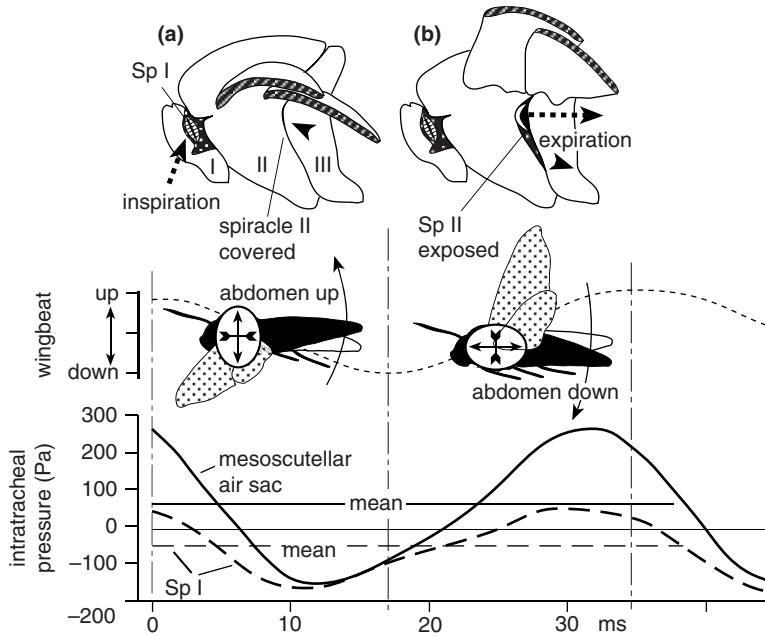 (a)
(b)
Sp I
I
II
III
inspiration
spiracle II
covered
expiration
Sp II
exposed
wingbeat
up
down
abdomen up
abdomen down
intratracheal
pressure (Pa)
300
200
100
0
–100
–200
mesoscutellar
air sac
mean
mean
Sp I
0
10
20
30
ms